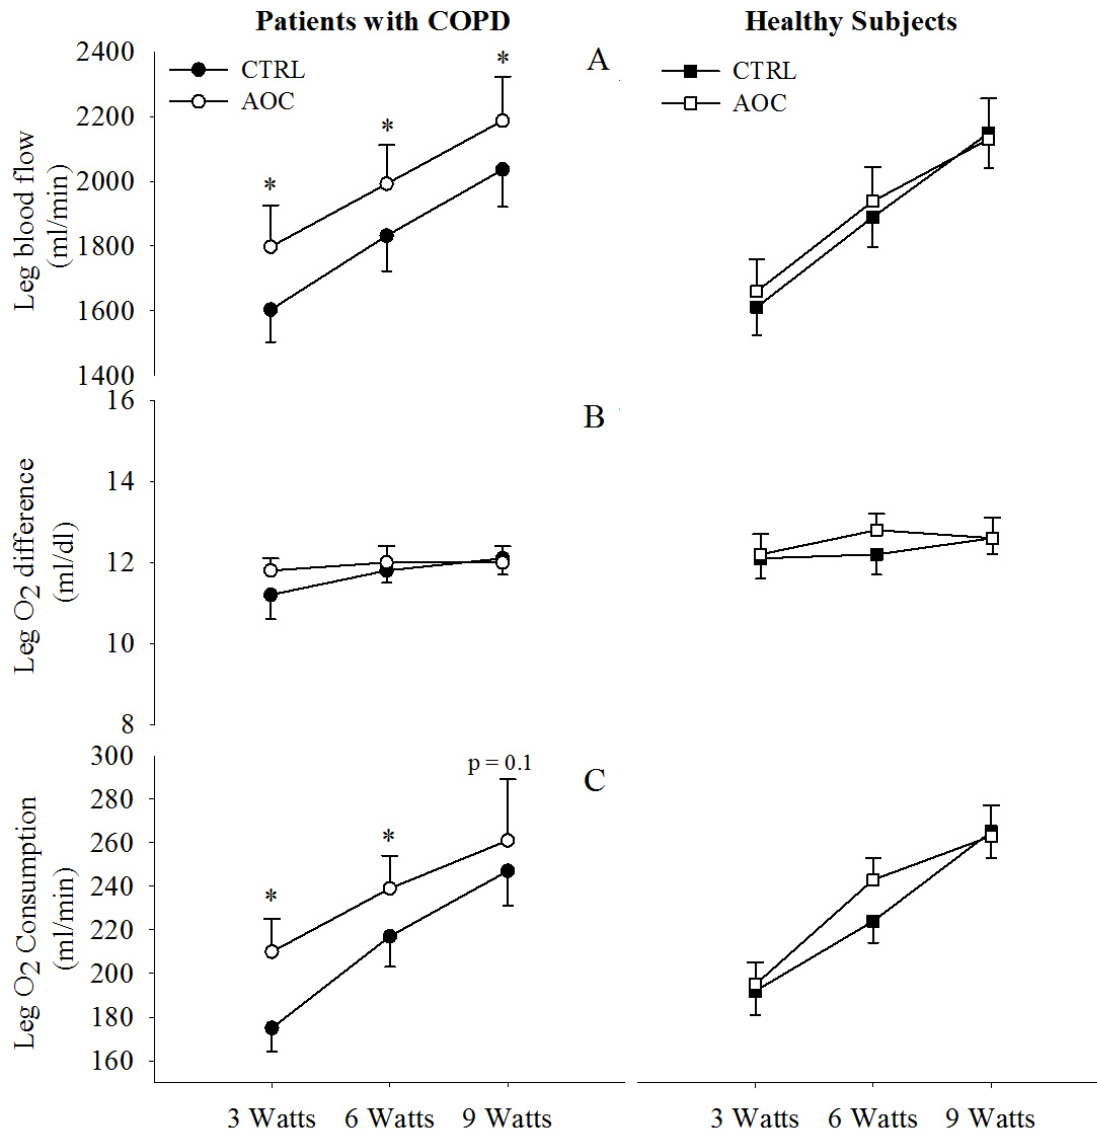 Patients with COPD
Healthy Subjects
A
CTRL
AOC
CTRL
AOC
Leg blood flow
(ml/min)
2400
2200
2000
1800
1600
1400
*
*
*
B
Leg O2 difference
(ml/dl)
16
14
12
10
8
C
Leg O2 Consumption
(ml/min)
300
280
260
240
220
200
180
160
*
*
p = 0.1
3 Watts 6 Watts 9 Watts
3 Watts 6 Watts 9 Watts